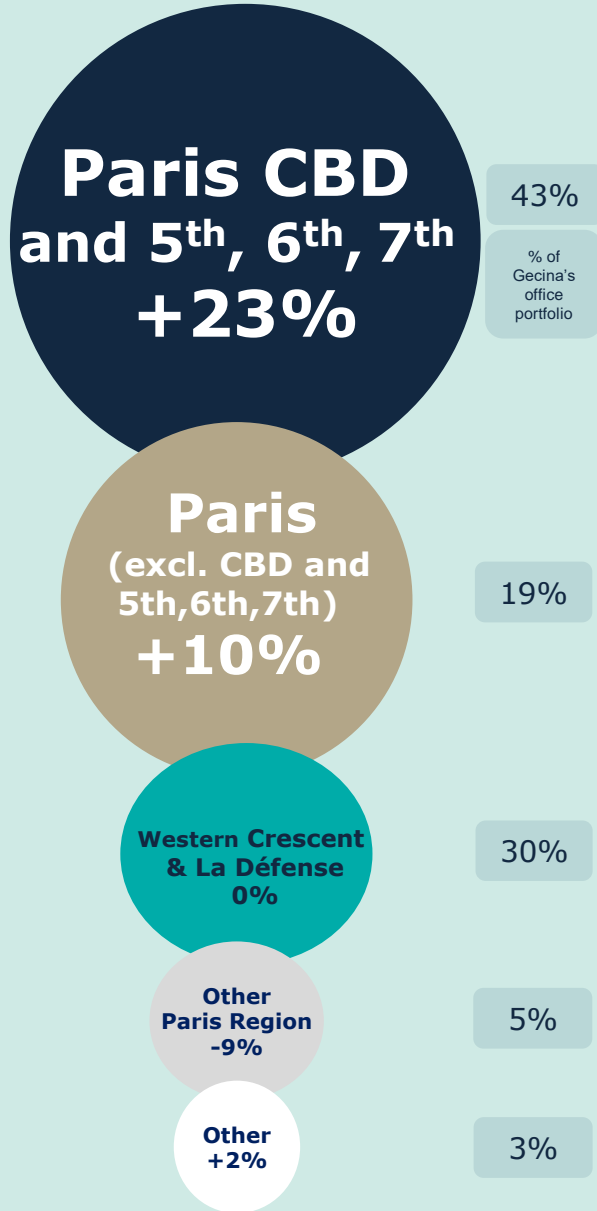 Paris CBD
and 5th, 6th, 7th
+23%
43%
% of
Gecina's
office
portfolio
Paris
(excl. CBD and
5th,6th,7th)
+10%
19%
Western Crescent
& La Défense
0%
30%
Other
Paris Region
-9%
5%
Other
+2%
3%